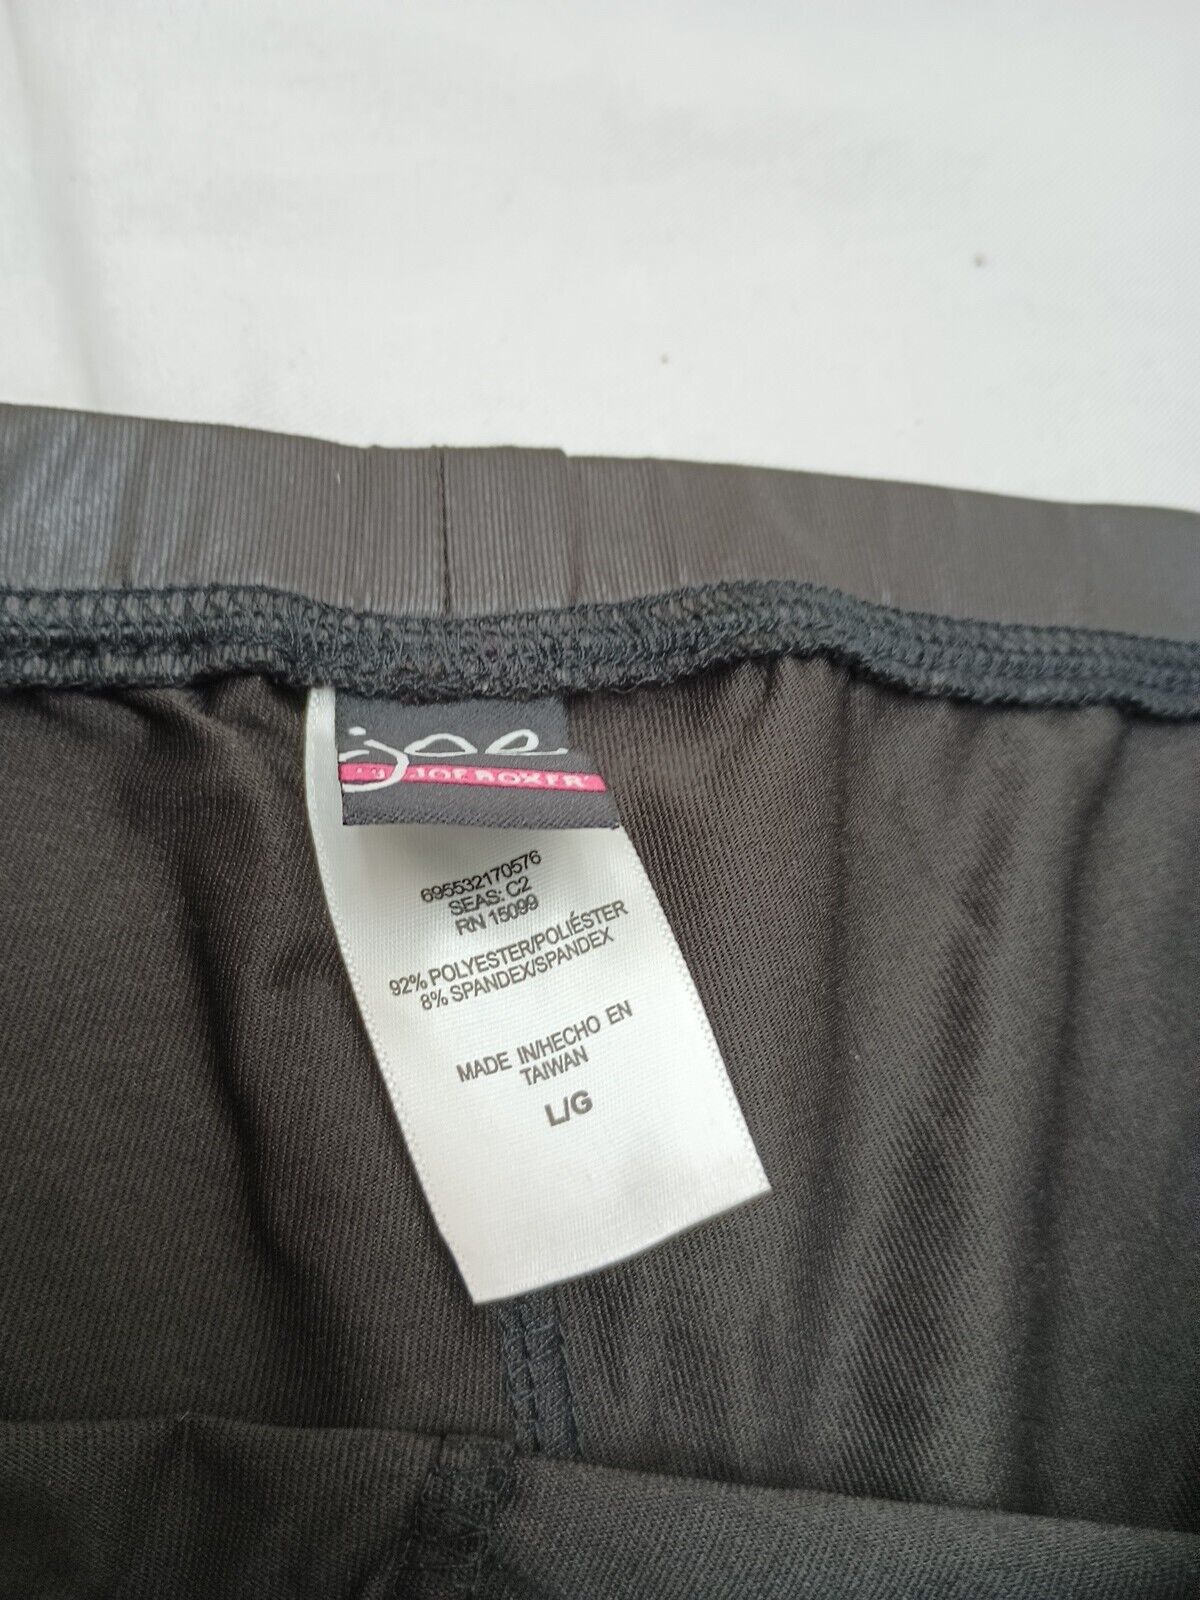 joe
BY JOE BOXER
695532170576
SEAS: C2
RN 15099
92% POLYESTER/POLIÉSTER
8% SPANDEX/SPANDEX
MADE IN/HECHO EN
TAIWAN
L/G